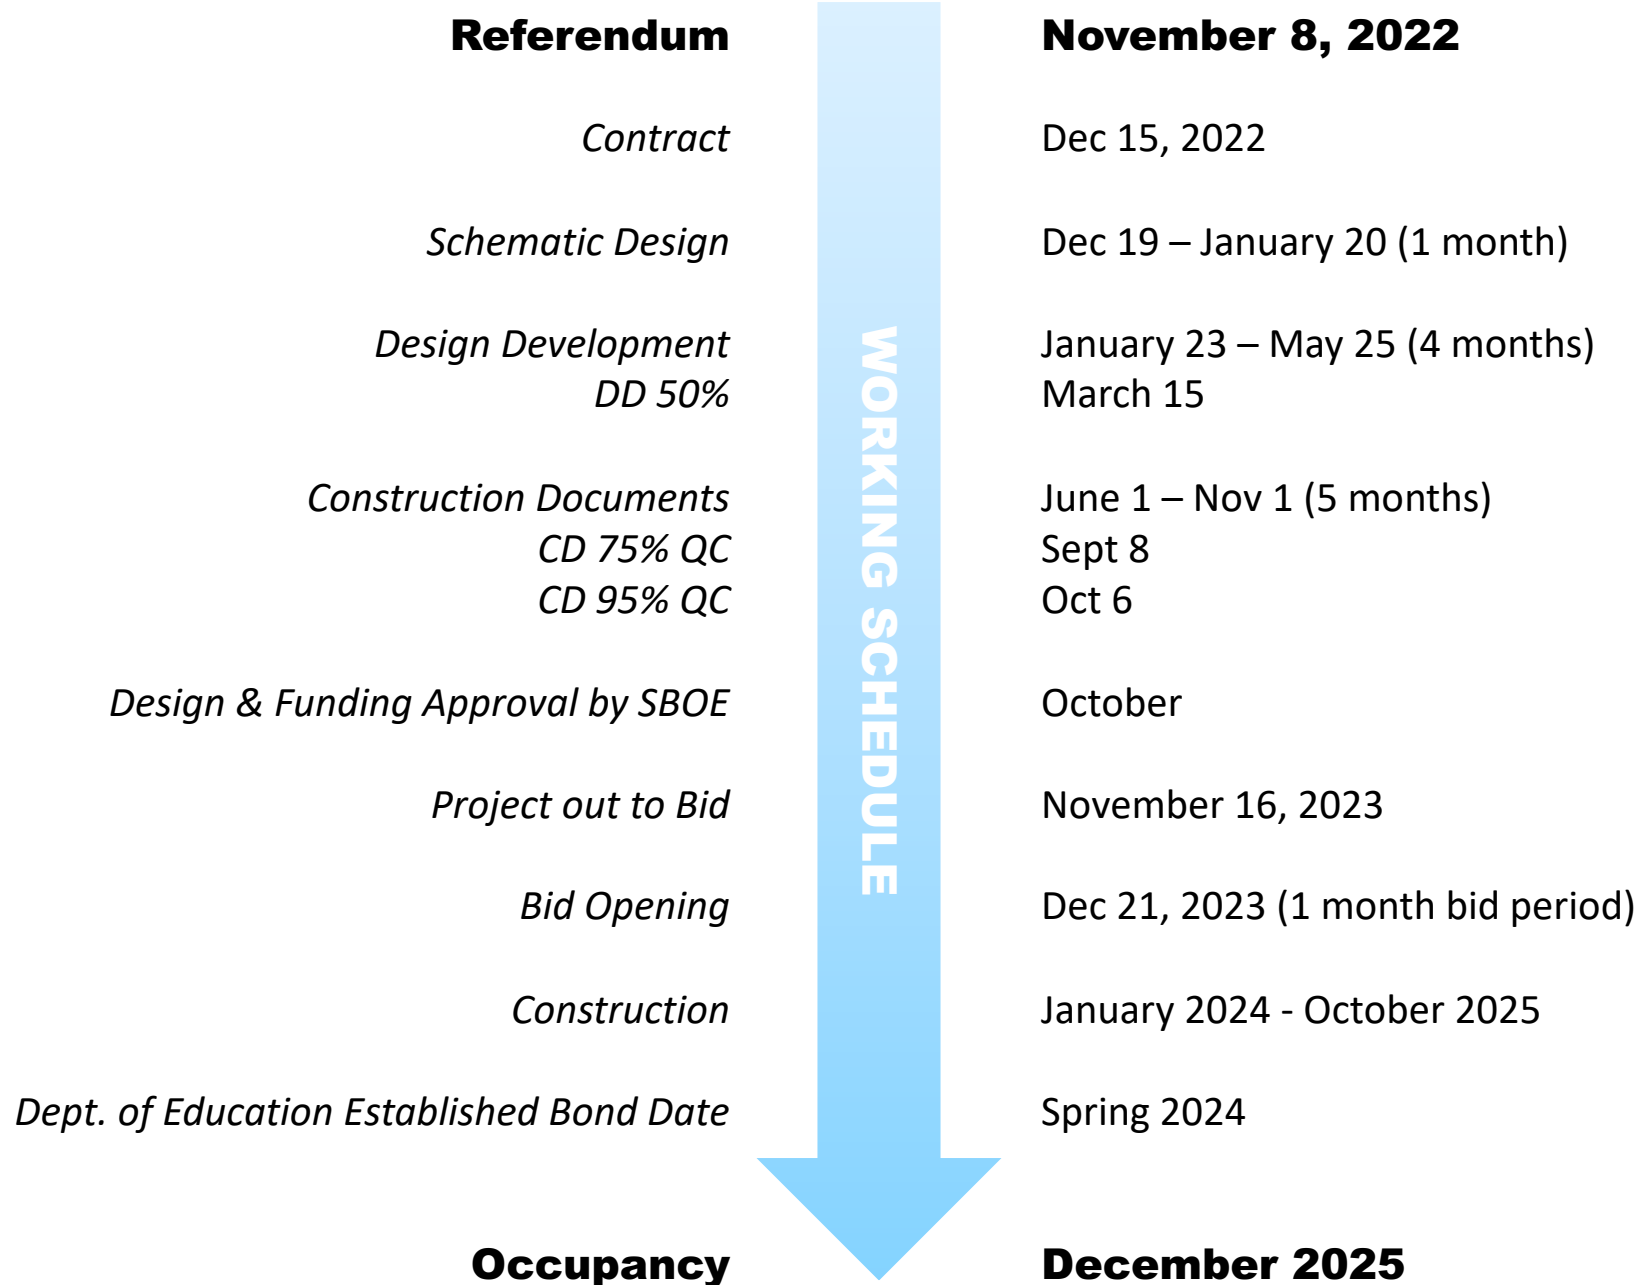 Referendum November 8, 2022
Contract Dec 15, 2022
Schematic Design Dec 19 – January 20 (1 month)
Design Development January 23 – May 25 (4 months)
DD 50% March 15
Construction Documents June 1 – Nov 1 (5 months)
CD 75% QC Sept 8
CD 95% QC Oct 6
Design & Funding Approval by SBOE October
Project out to Bid November 16, 2023
Bid Opening Dec 21, 2023 (1 month bid period)
Construction January 2024 - October 2025
Dept. of Education Established Bond Date Spring 2024
Occupancy December 2025
WORKING SCHEDULE